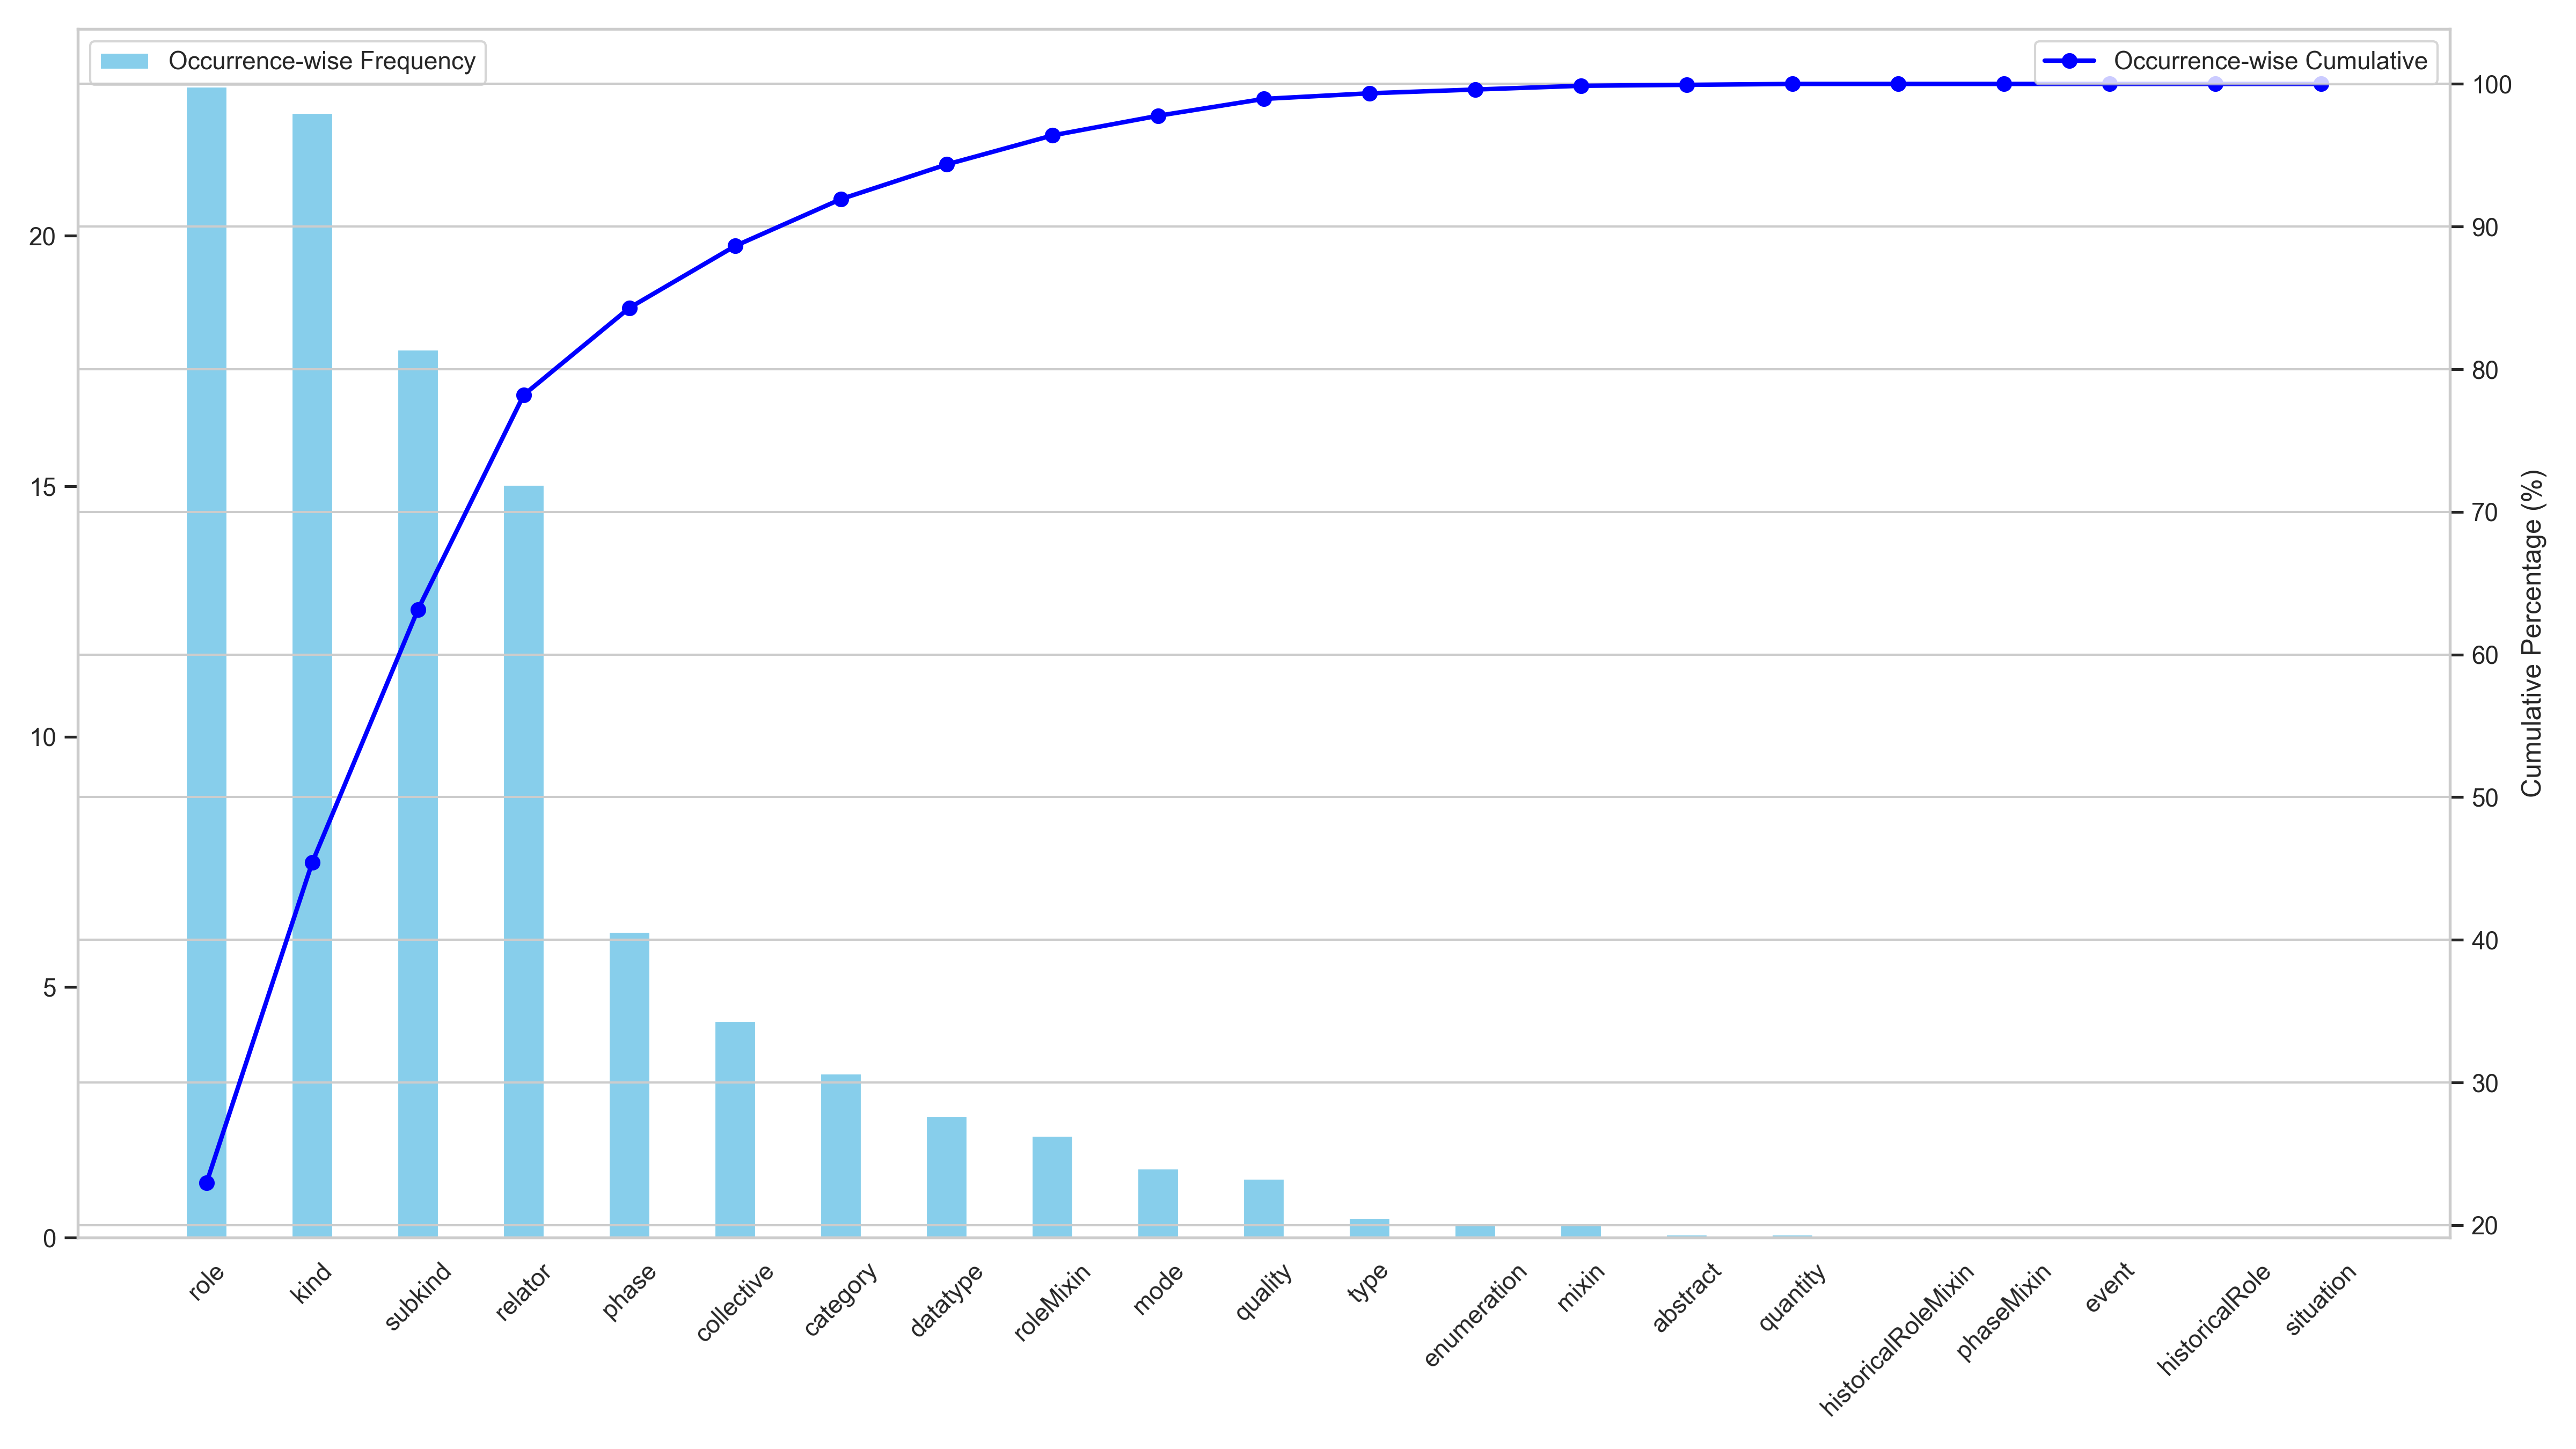 Occurrence-wise Frequency
Occurrence-wise Cumulative
20
15
10
5
0
100
90
80
70
60
50
40
30
20
Cumulative Percentage (%)
role
kind
subkind
relator
phase
collective
category
datatype
roleMixin
mode
quality
type
enumeration
mixin
abstract
quantity
historicalRoleMixin
phaseMixin
event
historicalRole
situation